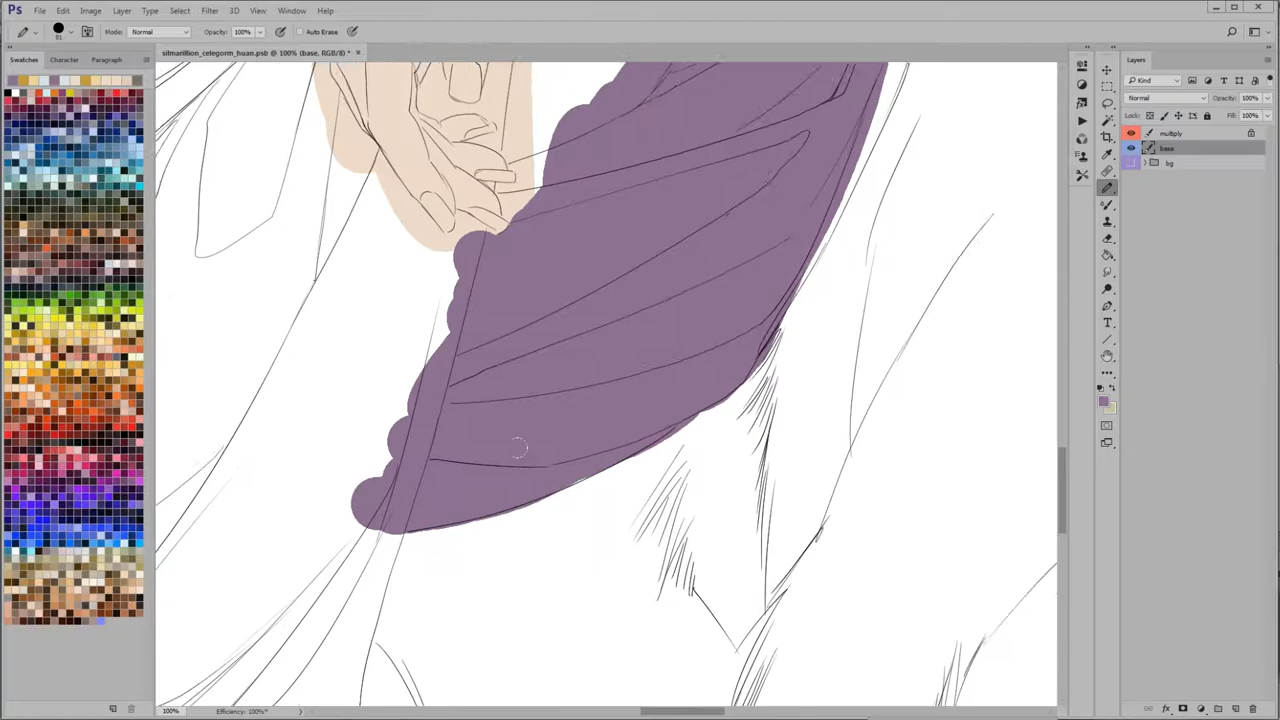 Ps File Edit Image Layer Type Select Filter 3D View Window Help
81 Mode: Normal Opacity: 100% Auto Erase
silmarillion_celegorm_huan.psb @ 100% (base, RGB/8) * ×
Swatches Character Paragraph
Layers
Kind
Normal Opacity: 100%
Lock: Fill: 100%
multiply
base
bg
100% Efficiency: 100%*